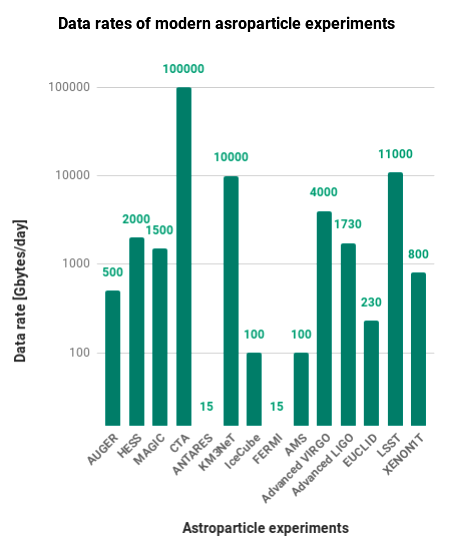 Data rates of modern asroparticle experiments
100000
100000
11000
10000
10000
4000
2000
1500
1730
1000
800
500
230
100
100
100
15
15
Data rate [Gbytes/day]
AUGER
HESS
MAGIC
CTA
ANTARES
KM3NeT
IceCube
FERMI
AMS
Advanced VIRGO
Advanced LIGO
EUCLID
LSST
XENON1T
Astroparticle experiments